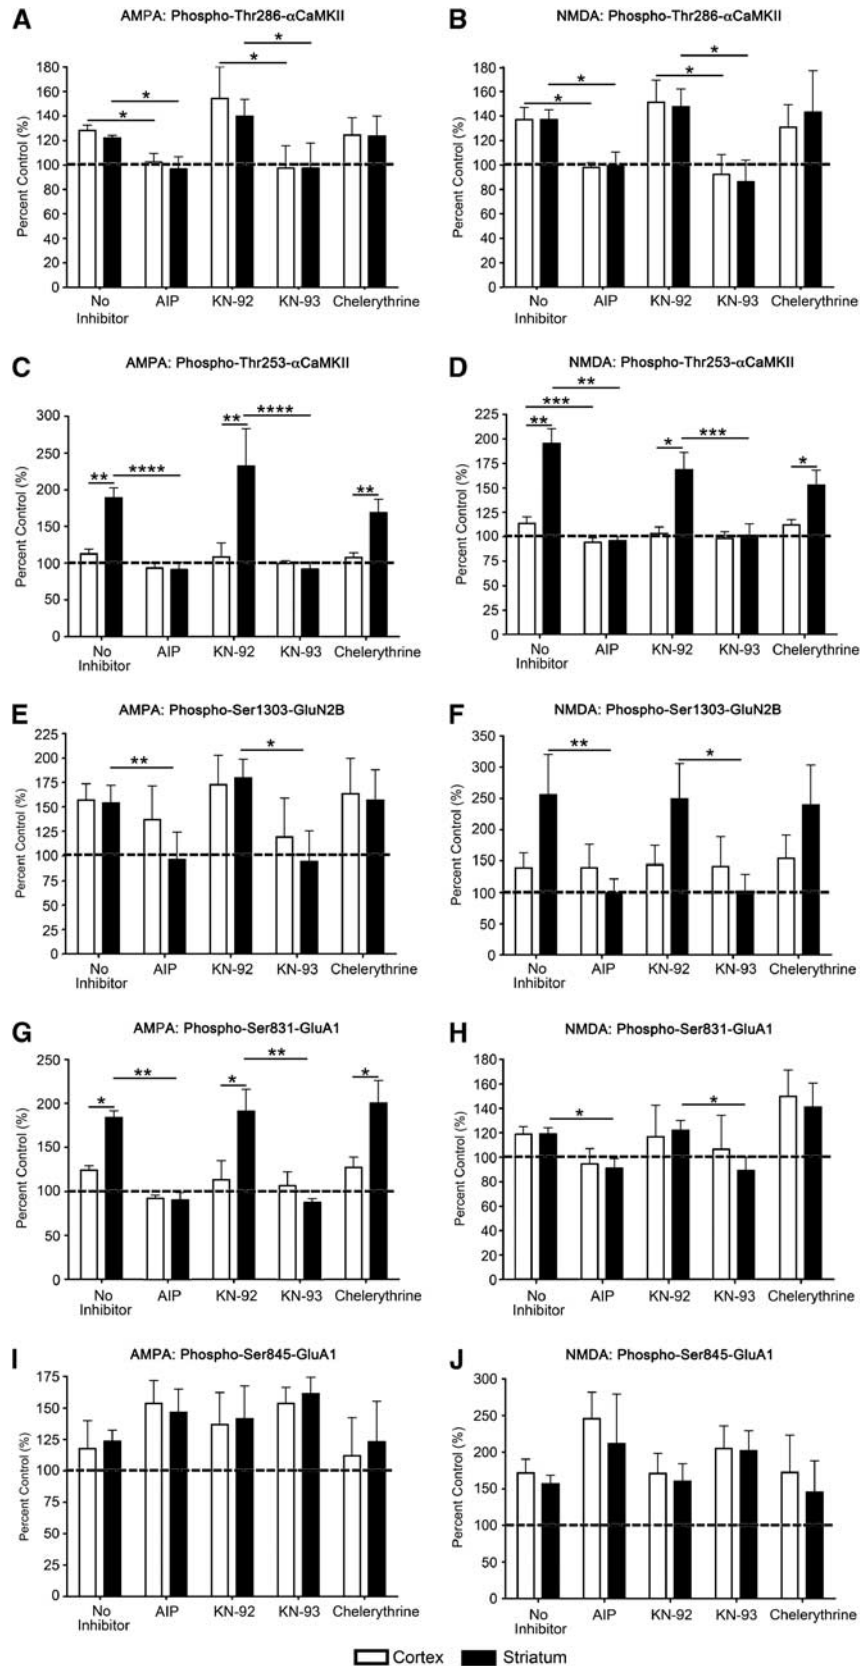 A AMPA: Phospho-Thr286-αCaMKII
* *
* *
Percent Control (%)
180
160
140
120
100
80
60
40
20
0
No Inhibitor AIP KN-92 KN-93 Chelerythrine
B NMDA: Phospho-Thr286-αCaMKII
* *
* *
Percent Control (%)
180
160
140
120
100
80
60
40
20
0
No Inhibitor AIP KN-92 KN-93 Chelerythrine
C AMPA: Phospho-Thr253-αCaMKII
** **** ** **** **
Percent Control (%)
300
200
150
100
50
0
No Inhibitor AIP KN-92 KN-93 Chelerythrine
D NMDA: Phospho-Thr253-αCaMKII
** *** ** * *** *
Percent Control (%)
225
200
175
150
125
100
75
50
25
0
No Inhibitor AIP KN-92 KN-93 Chelerythrine
E AMPA: Phospho-Ser1303-GluN2B
** *
Percent Control (%)
225
200
175
150
125
100
75
50
25
0
No Inhibitor AIP KN-92 KN-93 Chelerythrine
F NMDA: Phospho-Ser1303-GluN2B
** *
Percent Control (%)
350
300
250
200
150
100
50
0
No Inhibitor AIP KN-92 KN-93 Chelerythrine
G AMPA: Phospho-Ser831-GluA1
* ** * ** *
Percent Control (%)
250
200
150
100
50
0
No Inhibitor AIP KN-92 KN-93 Chelerythrine
H NMDA: Phospho-Ser831-GluA1
* *
Percent Control (%)
180
160
140
120
100
80
60
40
20
0
No Inhibitor AIP KN-92 KN-93 Chelerythrine
I AMPA: Phospho-Ser845-GluA1
Percent Control (%)
175
150
125
100
75
50
25
0
No Inhibitor AIP KN-92 KN-93 Chelerythrine
J NMDA: Phospho-Ser845-GluA1
Percent Control (%)
300
250
200
150
100
50
0
No Inhibitor AIP KN-92 KN-93 Chelerythrine
Cortex Striatum